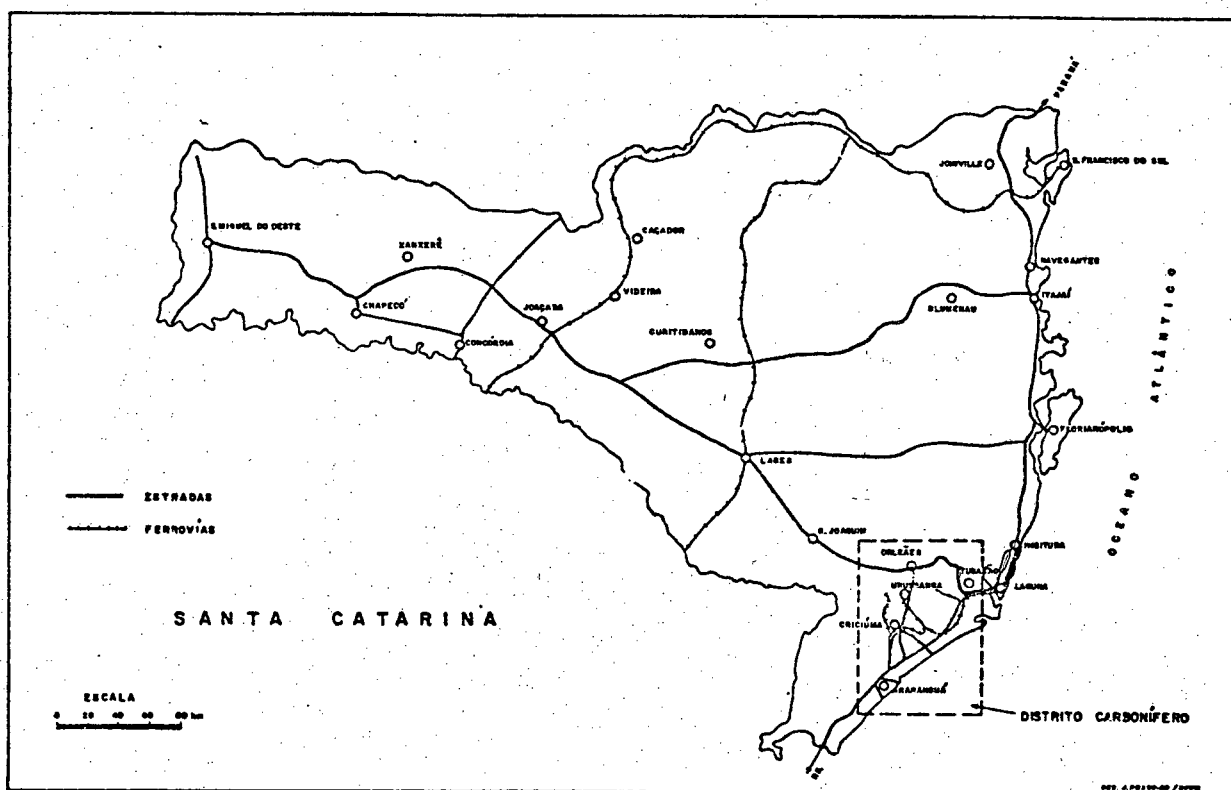 PARANÁ
JOINVILLE
S. FRANCISCO DO SUL
S. MIGUEL DO OESTE
XANXERÊ
CAÇADOR
NAVEGANTES
CHAPECÓ
VIDEIRA
ITAJAÍ
JOAÇABA
BLUMENAU
CURITIBANOS
CONCÓRDIA
OCEANO ATLÂNTICO
FLORIANÓPOLIS
LAGES
ESTRADAS
FERROVÍAS
S. JOAQUIM
IMBITUBA
ORLEÃES
TUBARÃO
URUSSANGA
LAGUNA
SANTA CATARINA
CRICIÚMA
ESCALA
ARARANGUÁ
0 20 40 60 80 km
DISTRITO CARBONÍFERO